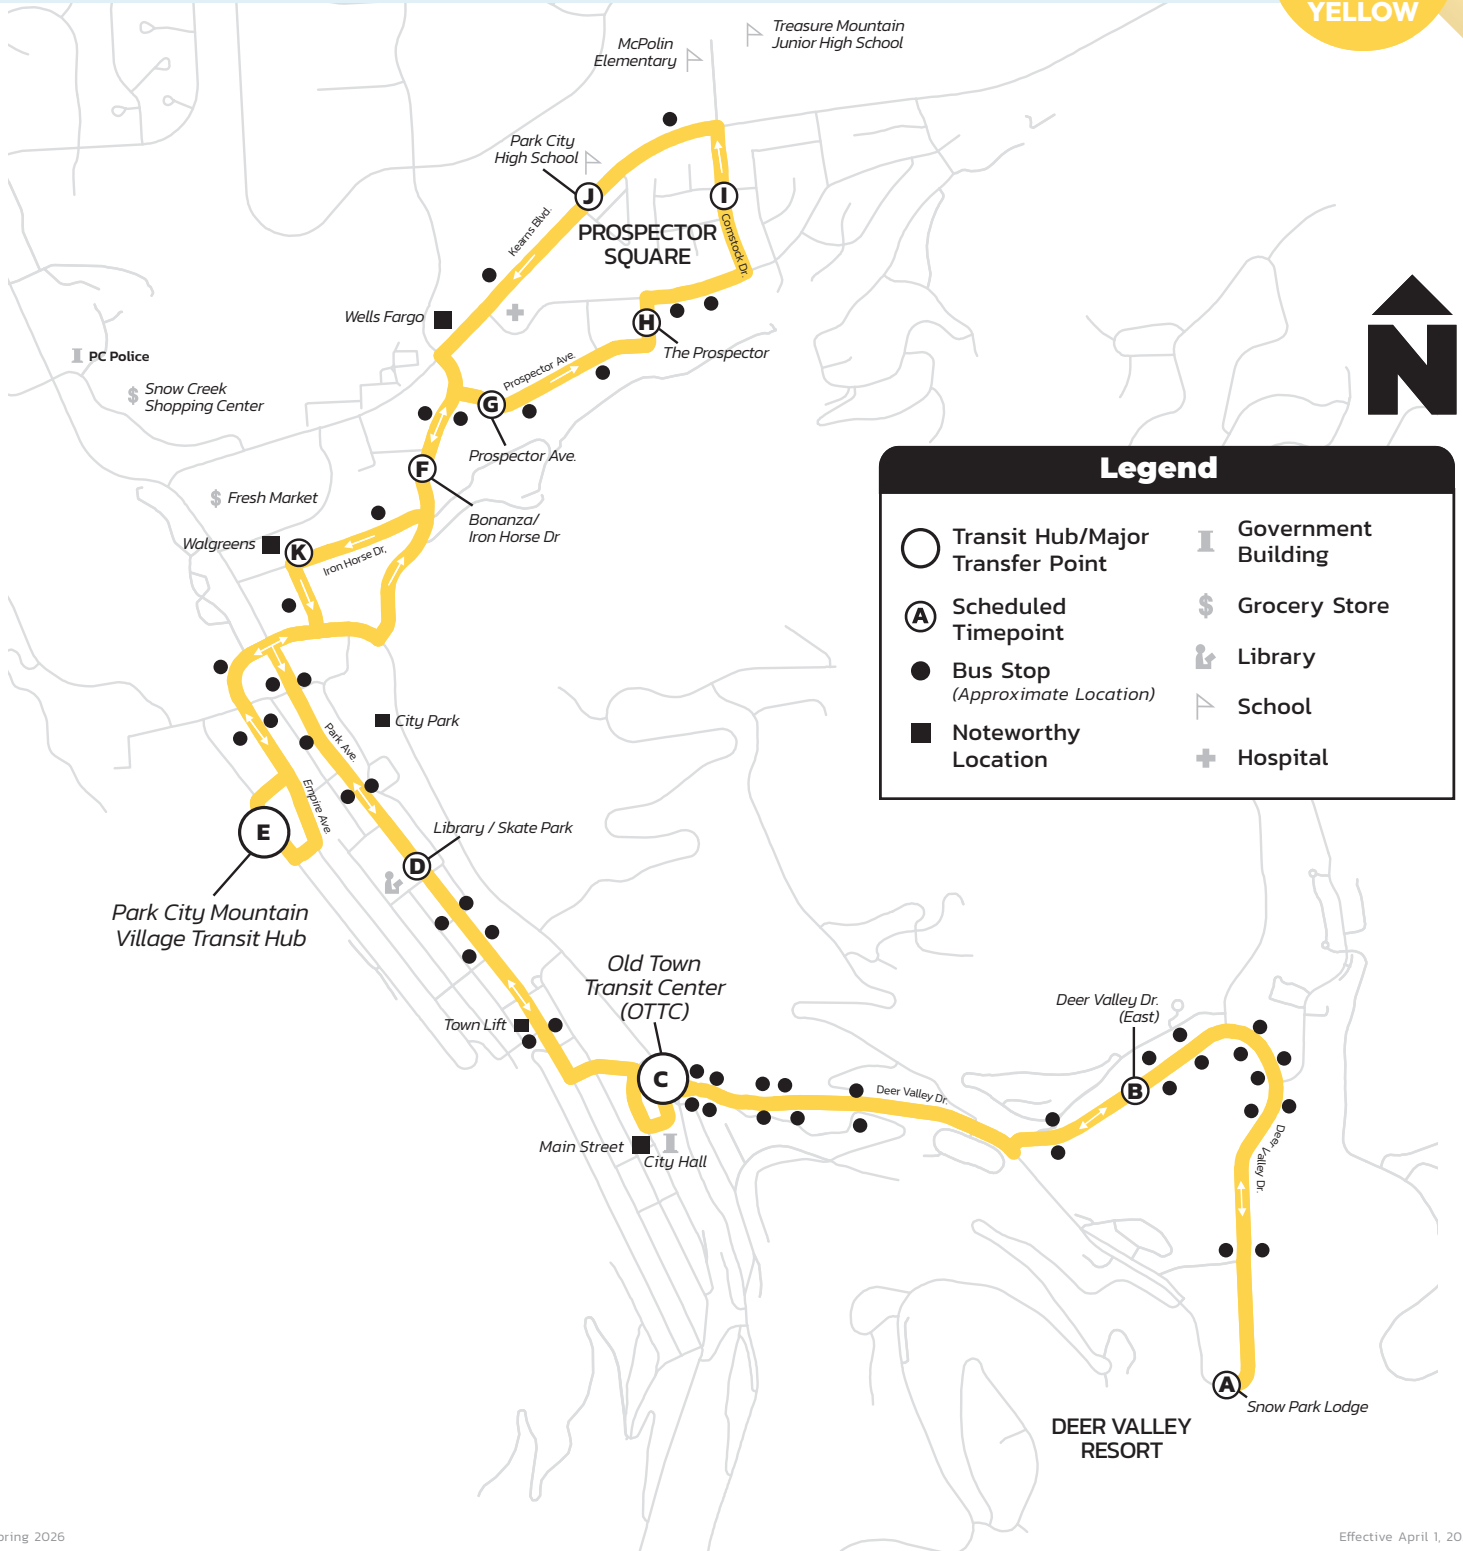 YELLOW
Treasure Mountain
Junior High School
McPolin
Elementary
Park City
High School
J
I
Kearns Blvd.
PROSPECTOR
SQUARE
Comstock Dr.
Wells Fargo
H
The Prospector
PC Police
Snow Creek
Shopping Center
Prospector Ave.
G
Prospector Ave.
F
Fresh Market
Bonanza/
Iron Horse Dr
Walgreens
K
Iron Horse Dr,
City Park
Park Ave.
Empire Ave.
E
Library / Skate Park
D
Park City Mountain
Village Transit Hub
Old Town
Transit Center
(OTTC)
Town Lift
C
Deer Valley Dr.
Main Street
City Hall
Deer Valley Dr.
(East)
B
Deer Valley Dr.
A
Snow Park Lodge
DEER VALLEY
RESORT
N
Legend
Transit Hub/Major
Transfer Point
A
Scheduled
Timepoint
Bus Stop
(Approximate Location)
Noteworthy
Location
Government
Building
Grocery Store
Library
School
Hospital
pring 2026
Effective April 1, 20